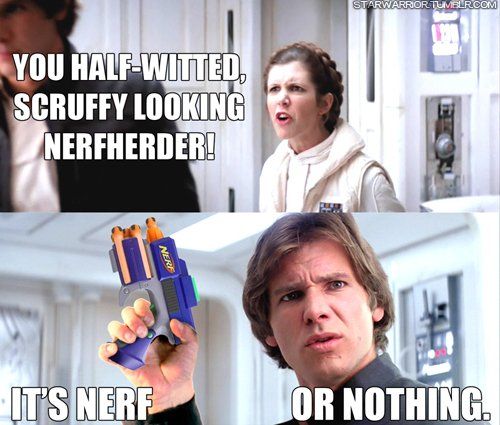 STARWARRIOR.TUMBLR.COM
YOU HALF-WITTED,
SCRUFFY LOOKING
NERFHERDER!
NERF
IT'S NERF
OR NOTHING.